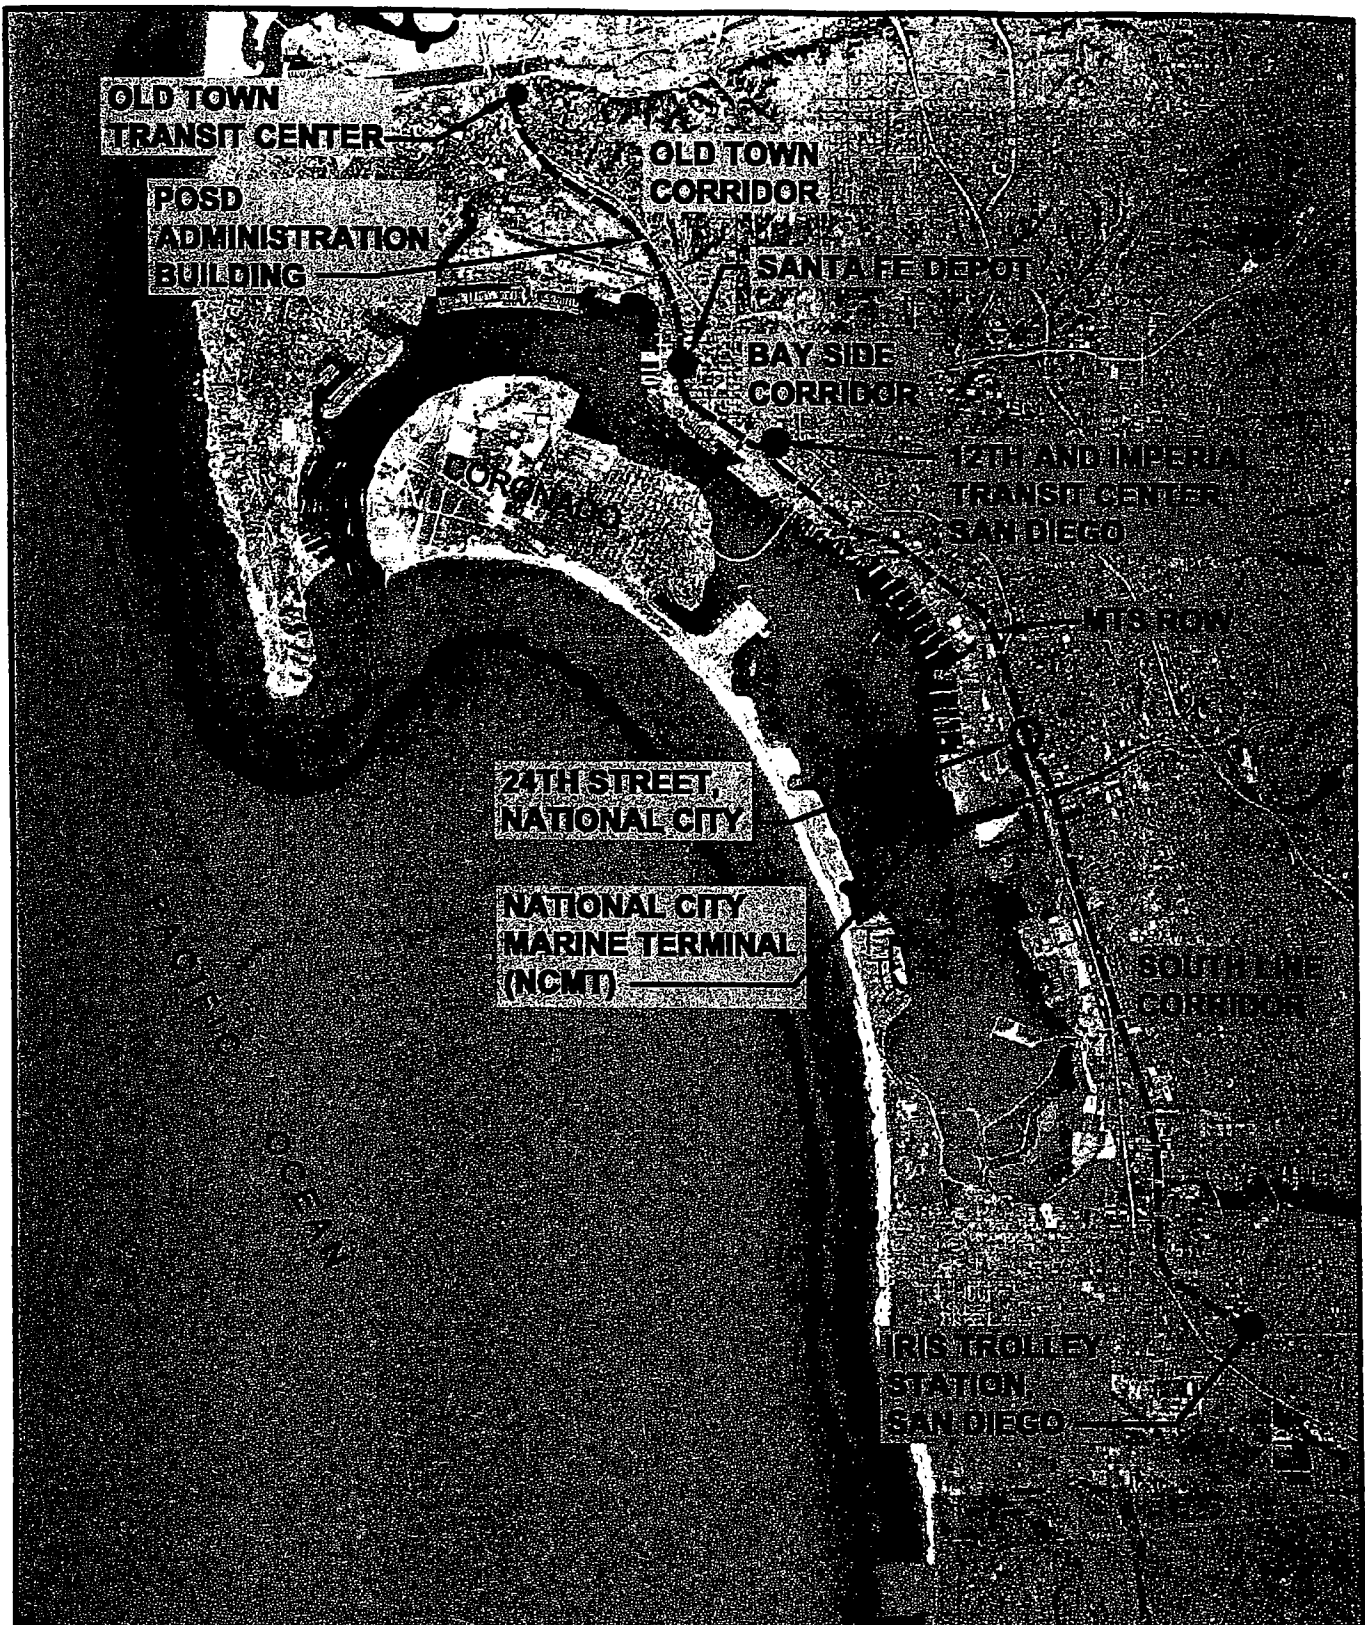 OLD TOWN
TRANSIT CENTER
OLD TOWN
CORRIDOR
POSD
ADMINISTRATION
BUILDING
SANTA FE DEPOT
BAY SIDE
CORRIDOR
12TH AND IMPERIAL
TRANSIT CENTER
SAN DIEGO
CORONADO
MTS ROW
24TH STREET,
NATIONAL CITY
NATIONAL CITY
MARINE TERMINAL
(NCMT)
SOUTH LINE
CORRIDOR
PACIFIC
OCEAN
IRIS TROLLEY
STATION
SAN DIEGO